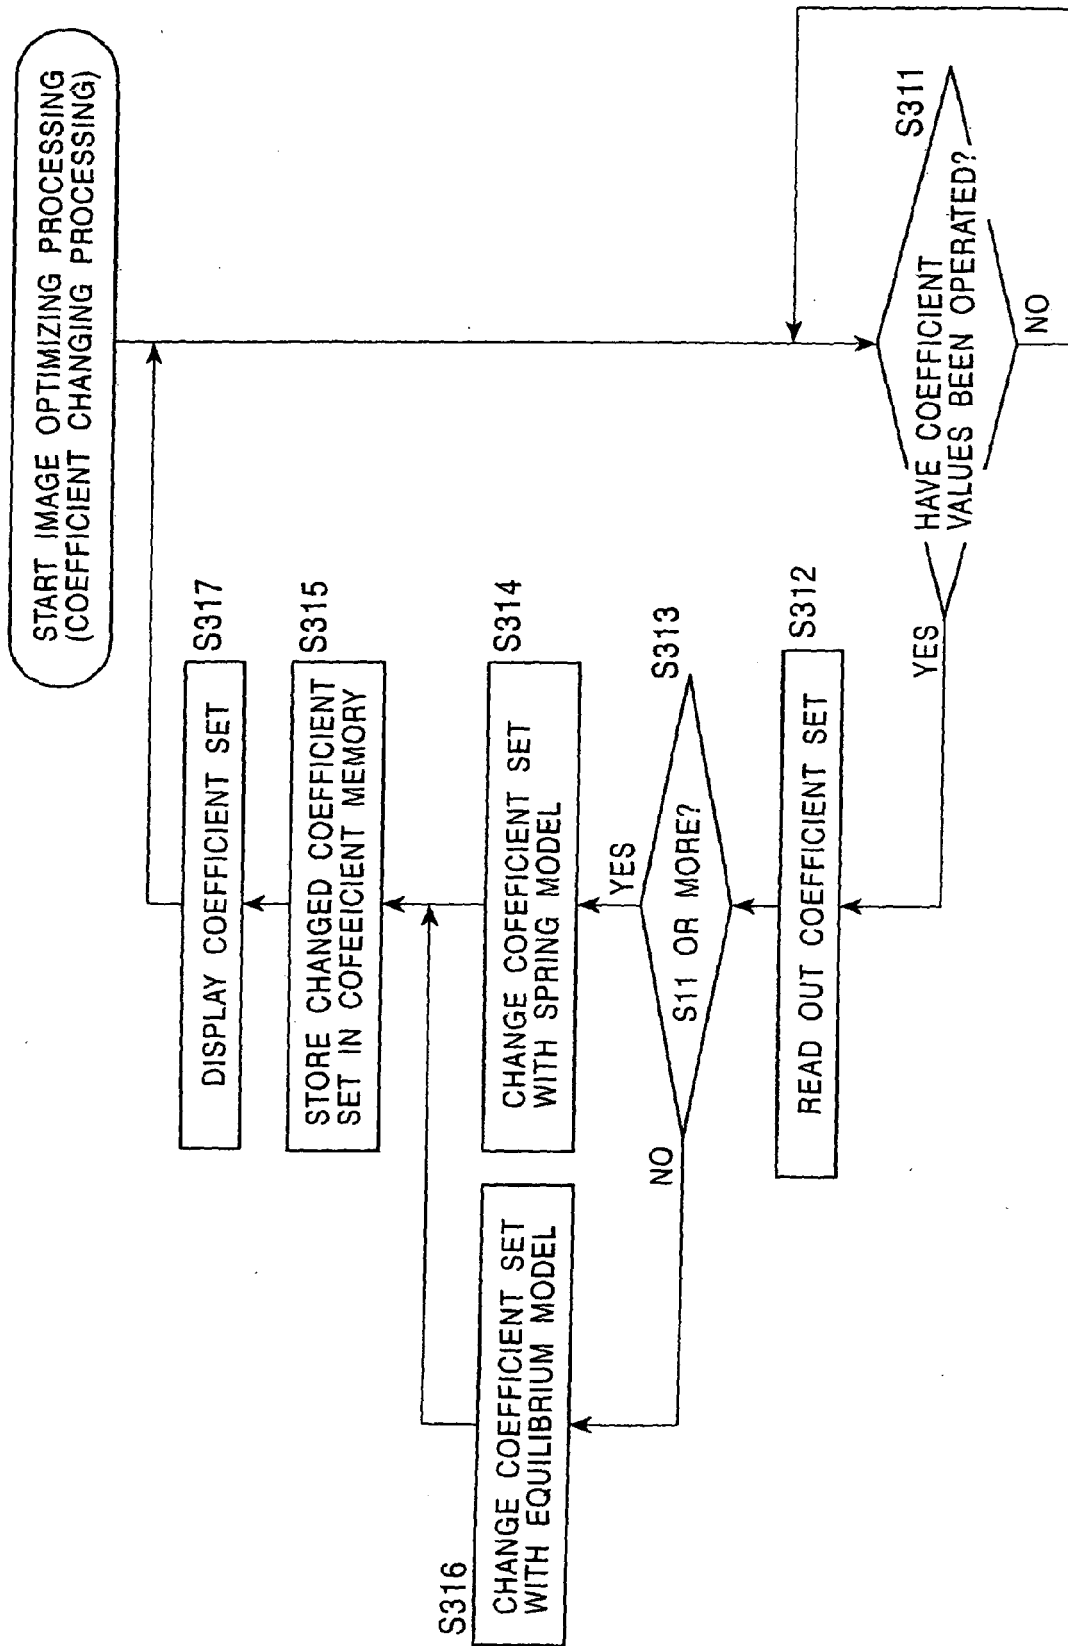 START IMAGE OPTIMIZING PROCESSING
(COEFFICIENT CHANGING PROCESSING)
S311
HAVE COEFFICIENT
VALUES BEEN OPERATED?
NO
YES
S312
READ OUT COEFFICIENT SET
S313
S11 OR MORE?
YES
NO
S314
CHANGE COFEFICIENT SET
WITH SPRING MODEL
S316
CHANGE COEFFICIENT SET
WITH EQUILIBRIUM MODEL
S315
STORE CHANGED COEFFICIENT
SET IN COFEEICIENT MEMORY
S317
DISPLAY COEFFICIENT SET